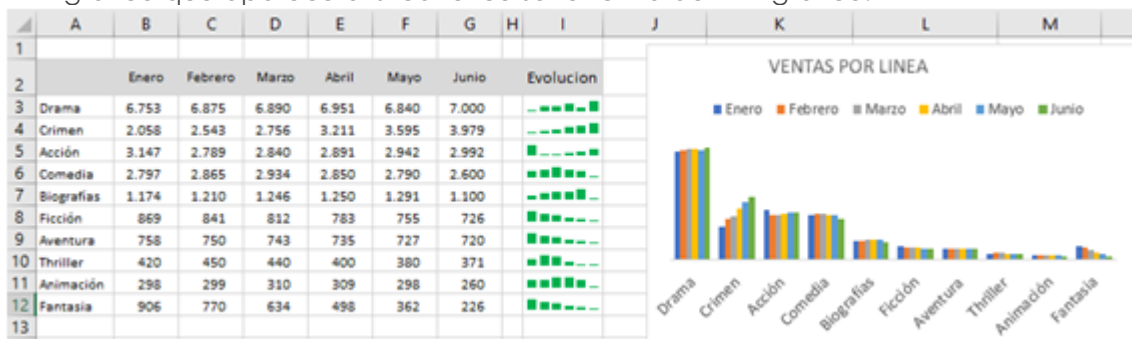 A B C D E F G H I J K L M
1
2 Enero Febrero Marzo Abril Mayo Junio Evolucion
3 Drama 6.753 6.875 6.890 6.951 6.840 7.000
4 Crimen 2.058 2.543 2.756 3.211 3.595 3.979
5 Acción 3.147 2.789 2.840 2.891 2.942 2.992
6 Comedia 2.797 2.865 2.934 2.850 2.790 2.600
7 Biografías 1.174 1.210 1.246 1.250 1.291 1.100
8 Ficción 869 841 812 783 755 726
9 Aventura 758 750 743 735 727 720
10 Thriller 420 450 440 400 380 371
11 Animación 298 299 310 309 298 260
12 Fantasia 906 770 634 498 362 226
13
VENTAS POR LINEA
Enero Febrero Marzo Abril Mayo Junio
Drama Crimen Acción Comedia Biografías Ficción Aventura Thriller Animación Fantasia